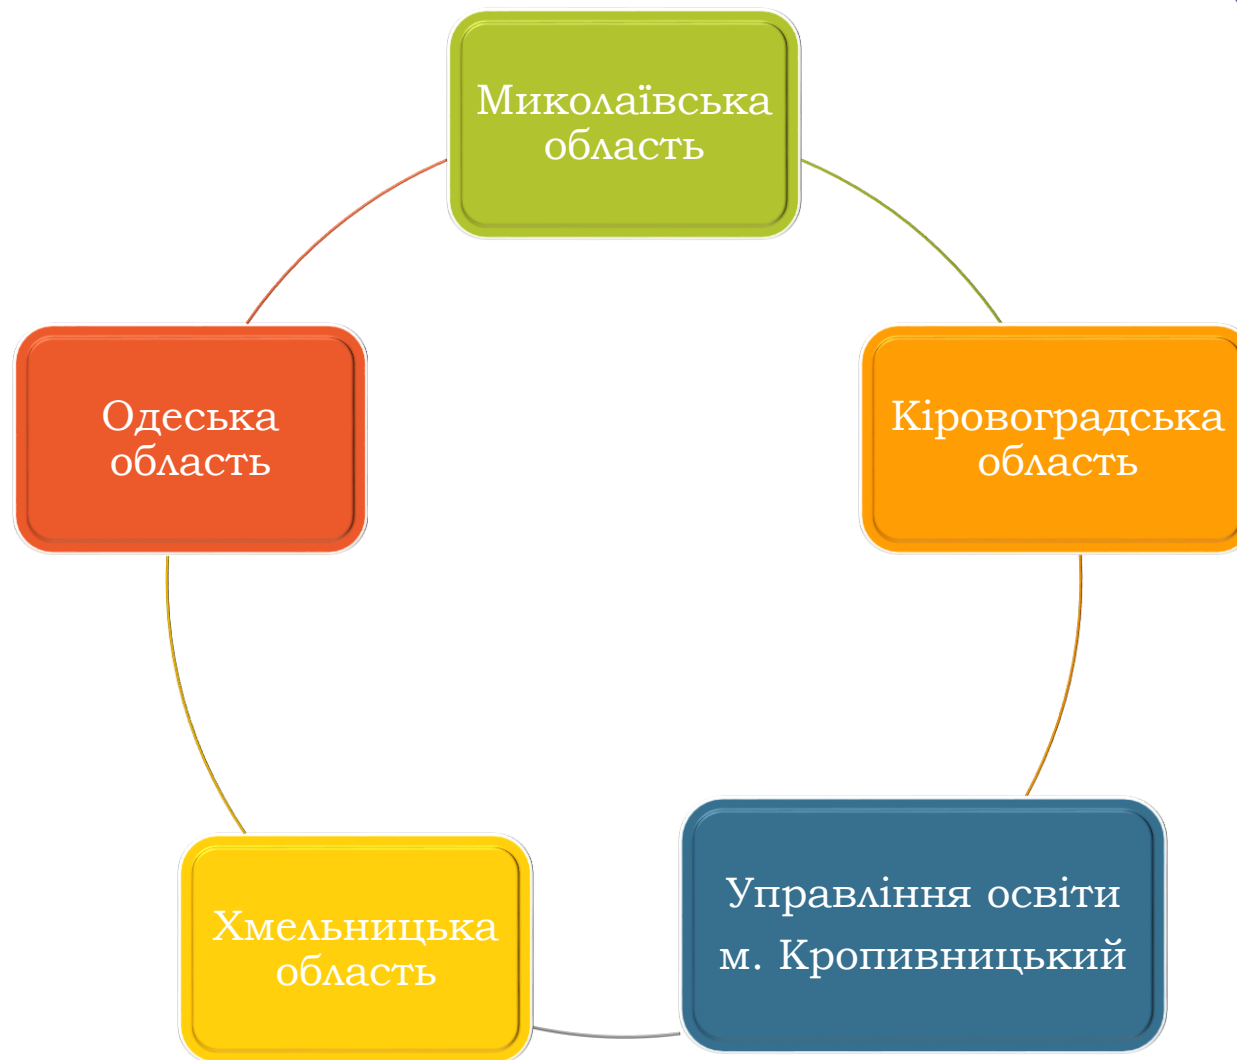 Миколаївська
область
Одеська
область
Кіровоградська
область
Хмельницька
область
Управління освіти
м. Кропивницький